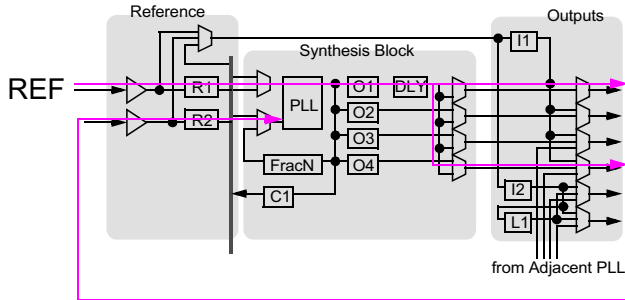 Reference
Outputs
I1
Synthesis Block
REF
R1
PLL
O1
DLY
O2
R2
O3
FracN
O4
C1
I2
L1
from Adjacent PLL